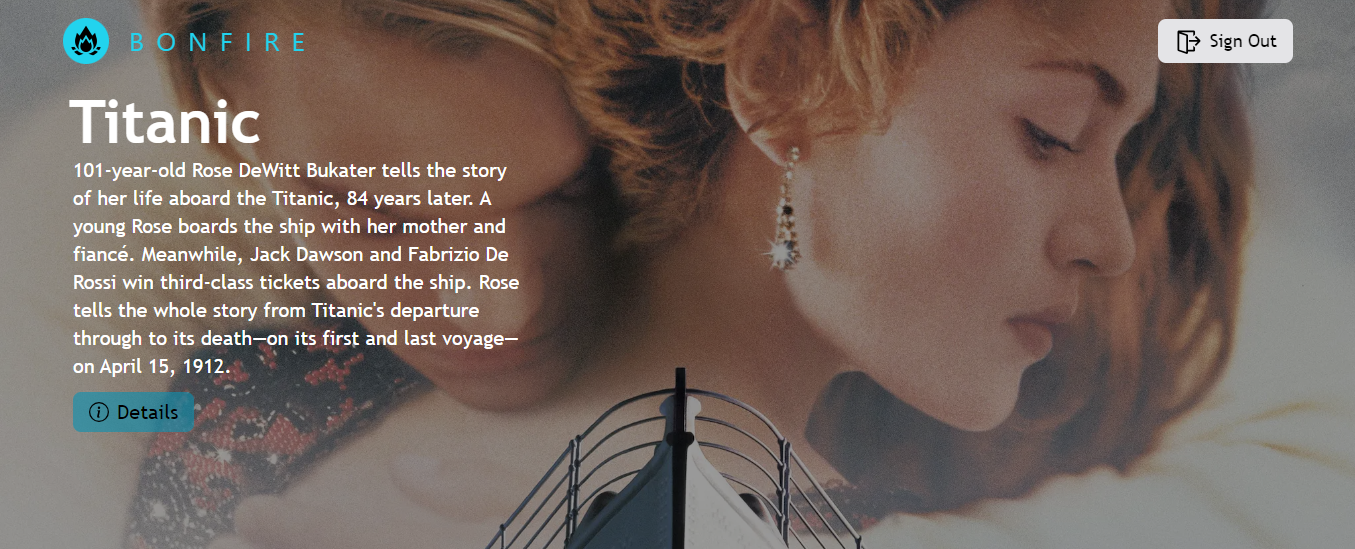 BONFIRE
Sign Out
Titanic
101-year-old Rose DeWitt Bukater tells the story
of her life aboard the Titanic, 84 years later. A
young Rose boards the ship with her mother and
fiancé. Meanwhile, Jack Dawson and Fabrizio De
Rossi win third-class tickets aboard the ship. Rose
tells the whole story from Titanic's departure
through to its death—on its first and last voyage—
on April 15, 1912.
Details